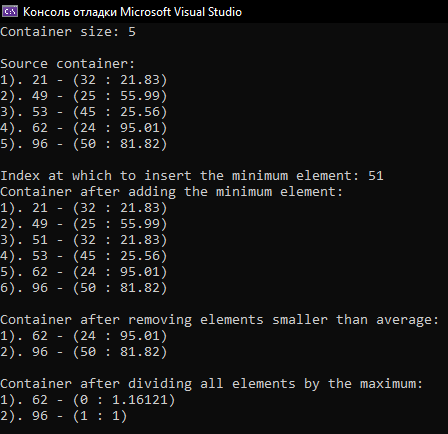 Консоль отладки Microsoft Visual Studio
Container size: 5
Source container:
1). 21 - (32 : 21.83)
2). 49 - (25 : 55.99)
3). 53 - (45 : 25.56)
4). 62 - (24 : 95.01)
5). 96 - (50 : 81.82)
Index at which to insert the minimum element: 51
Container after adding the minimum element:
1). 21 - (32 : 21.83)
2). 49 - (25 : 55.99)
3). 51 - (32 : 21.83)
4). 53 - (45 : 25.56)
5). 62 - (24 : 95.01)
6). 96 - (50 : 81.82)
Container after removing elements smaller than average:
1). 62 - (24 : 95.01)
2). 96 - (50 : 81.82)
Container after dividing all elements by the maximum:
1). 62 - (0 : 1.16121)
2). 96 - (1 : 1)